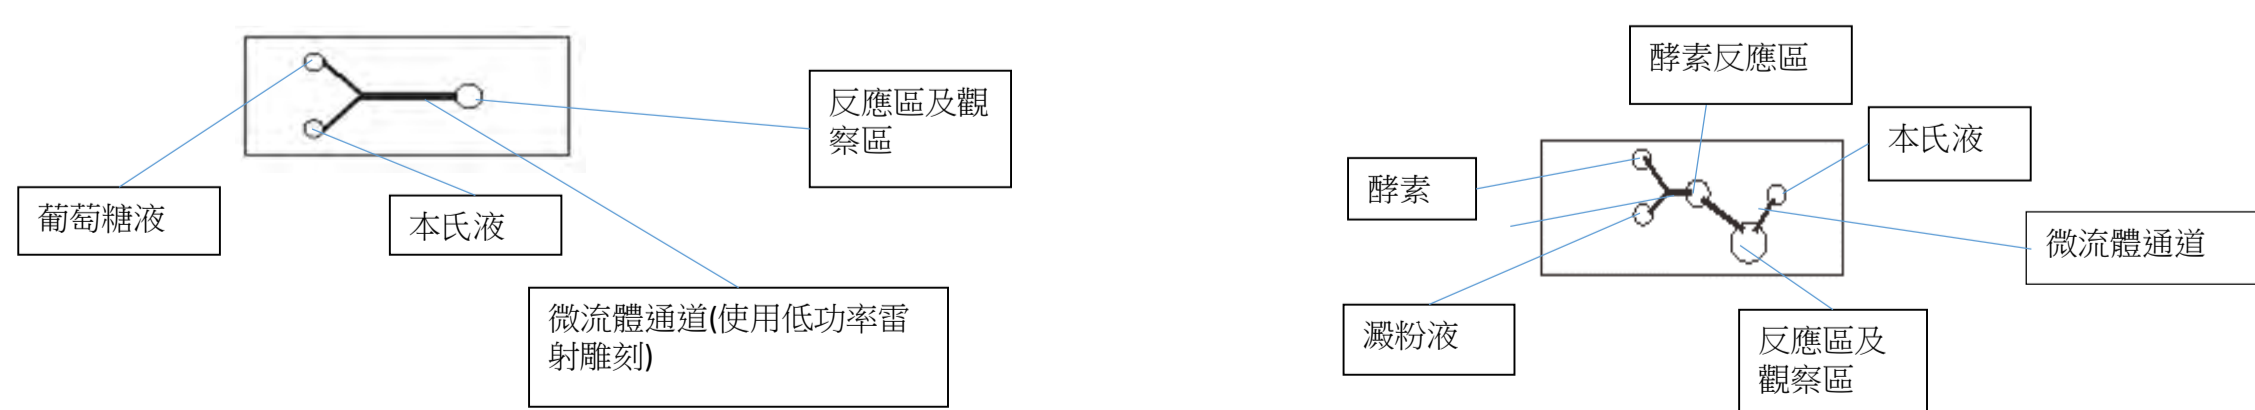 葡萄糖液
本氏液
微流體通道(使用低功率雷
射雕刻)
反應區及觀
察區
酵素反應區
本氏液
酵素
微流體通道
澱粉液
反應區及
觀察區